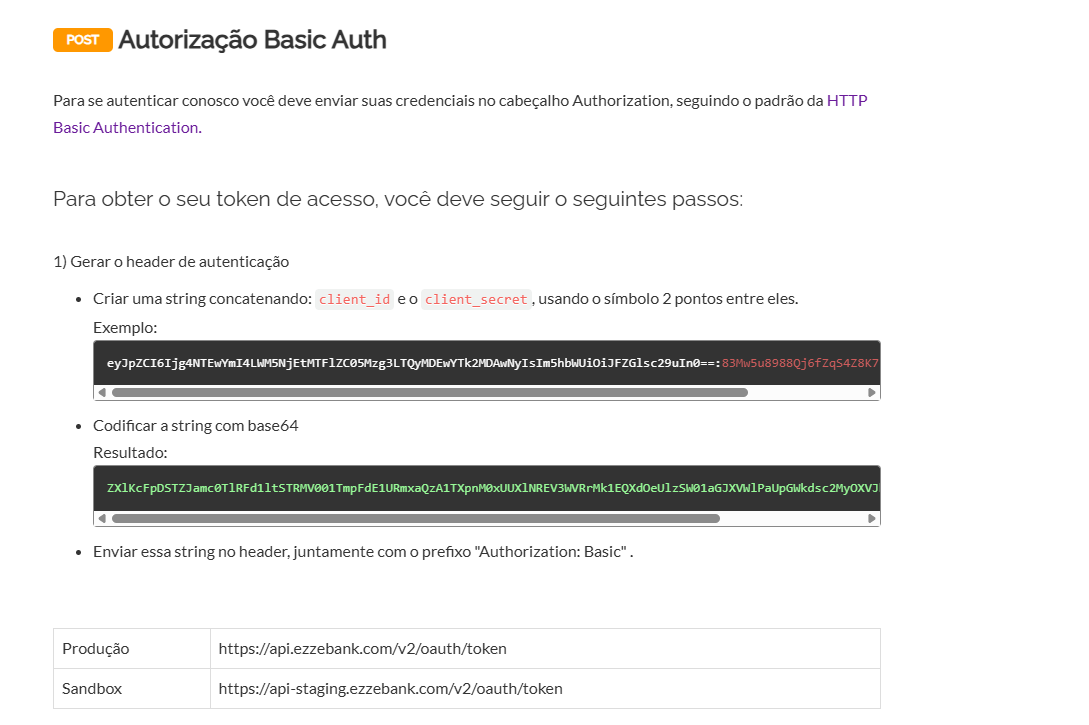 POST Autorização Basic Auth
Para se autenticar conosco você deve enviar suas credenciais no cabeçalho Authorization, seguindo o padrão da HTTP
Basic Authentication.
Para obter o seu token de acesso, você deve seguir o seguintes passos:
1) Gerar o header de autenticação
• Criar uma string concatenando: client_id e o client_secret, usando o símbolo 2 pontos entre eles.
Exemplo:
eyJpZCI6Ijg4NTEwYmI4LWM5NjEtMTFlZC05Mzg3LTQyMDEwYTk2MDAwNyIsIm5hbWUiOiJFZGlsc29uIn0==:83Mw5u8988Qj6fZqS4Z8K7
• Codificar a string com base64
Resultado:
ZXlKcFpDSTZJamc0TlRFd1ltSTRMV001TmpFdE1URmxaQzA1TXpnM0xUUXlNREV3WVRrMk1EQXdOeUlzSW01aGJXVWlPaUpGWkdsc2MyOXVJ
• Enviar essa string no header, juntamente com o prefixo "Authorization: Basic" .
Produção https://api.ezzebank.com/v2/oauth/token
Sandbox https://api-staging.ezzebank.com/v2/oauth/token